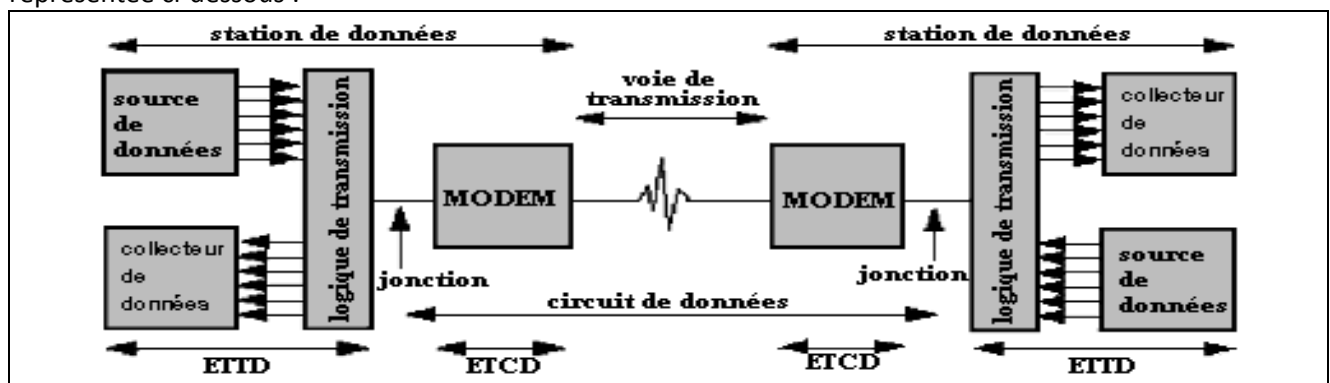 représentée ci-dessous :
station de données
station de données
source
de
données
logique de transmission
voie de
transmission
logique de transmission
collecteur
de
données
MODEM
MODEM
collecteur
de
données
jonction
jonction
source
de
données
circuit de données
ETTD
ETCD
ETCD
ETTD